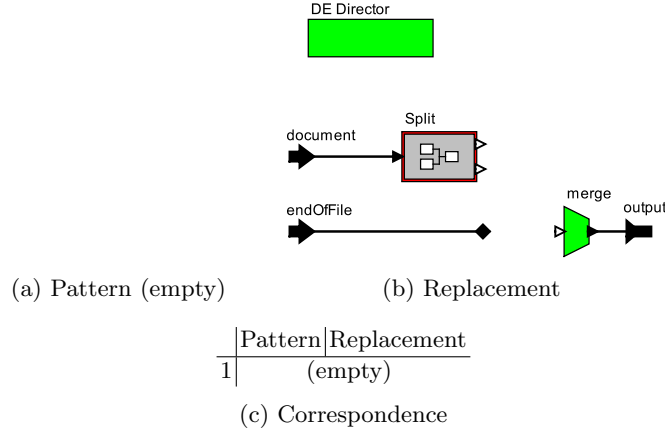 DE Director
Split
document
endOfFile
merge
output
(a) Pattern (empty)
(b) Replacement
Pattern Replacement
1 (empty)
(c) Correspondence